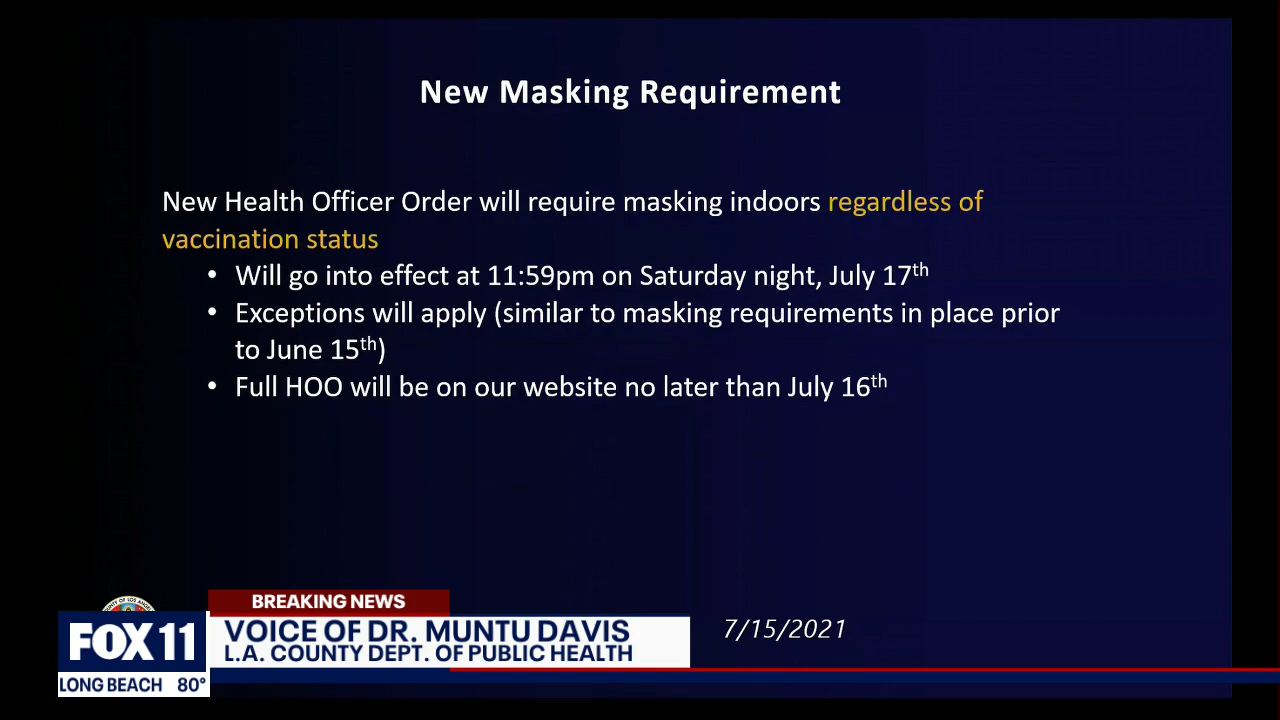 New Masking Requirement
New Health Officer Order will require masking indoors regardless of
vaccination status
• Will go into effect at 11:59pm on Saturday night, July 17th
• Exceptions will apply (similar to masking requirements in place prior
to June 15th)
• Full HOO will be on our website no later than July 16th
BREAKING NEWS
FOX 11
VOICE OF DR. MUNTU DAVIS
L.A. COUNTY DEPT. OF PUBLIC HEALTH
7/15/2021
LONG BEACH 80°